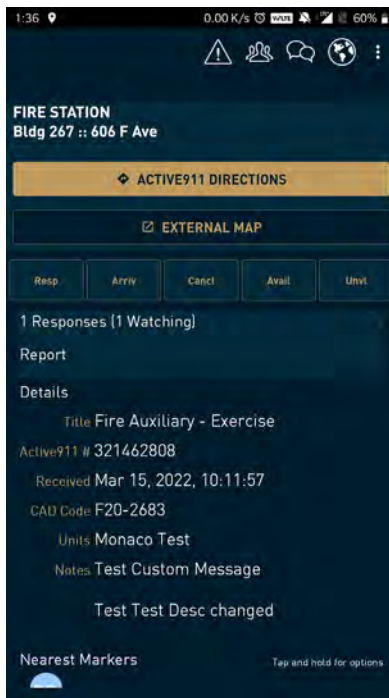 1:36
0.00 K/s
60%
FIRE STATION
Bldg 267 :: 606 F Ave
ACTIVE911 DIRECTIONS
EXTERNAL MAP
Resp Arriv Cancl Avail Unvl
1 Responses (1 Watching)
Report
Details
Title Fire Auxiliary - Exercise
Active911 # 321462808
Received Mar 15, 2022, 10:11:57
CAD Code F20-2683
Units Monaco Test
Notes Test Custom Message
Test Test Desc changed
Nearest Markers Tap and hold for options